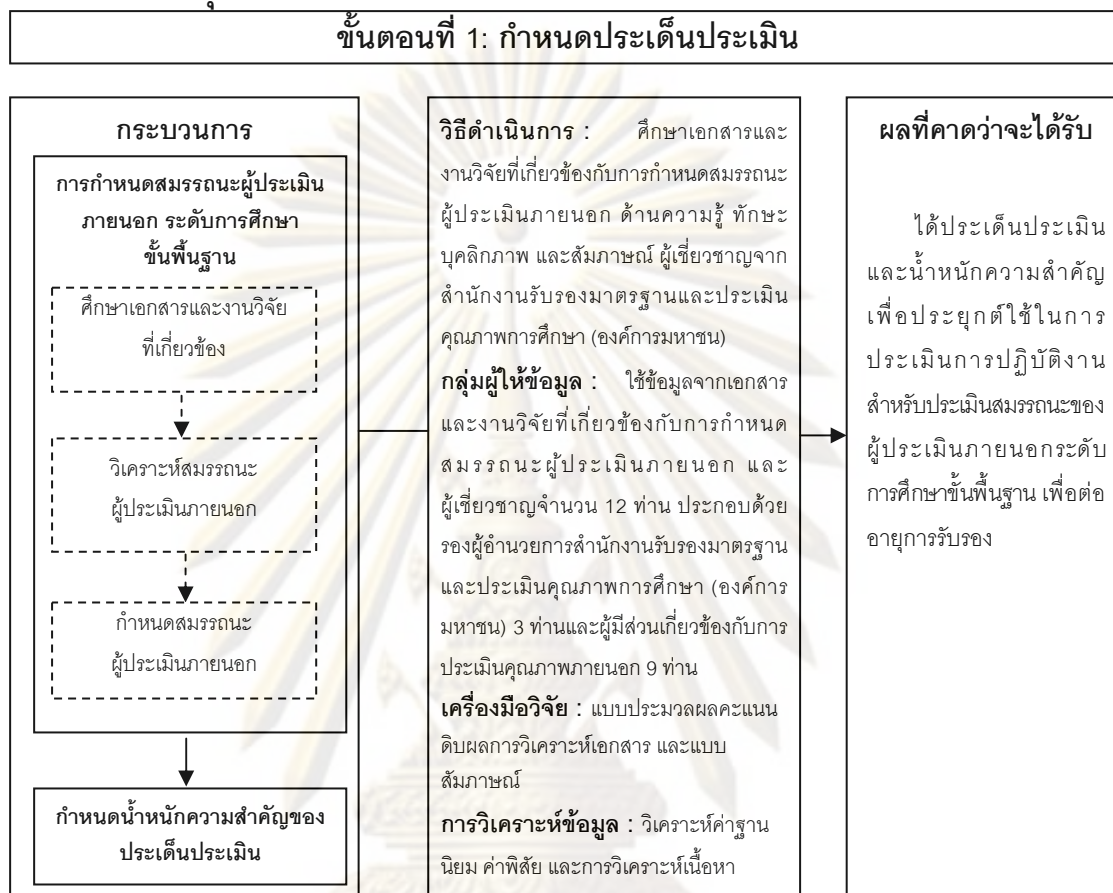 ขั้นตอนที่ 1: กำหนดประเด็นประเมิน
กระบวนการ
การกำหนดสมรรถนะผู้ประเมิน
ภายนอก ระดับการศึกษา
ขั้นพื้นฐาน
ศึกษาเอกสารและงานวิจัย
ที่เกี่ยวข้อง
วิเคราะห์สมรรถนะ
ผู้ประเมินภายนอก
กำหนดสมรรถนะ
ผู้ประเมินภายนอก
กำหนดน้ำหนักความสำคัญของ
ประเด็นประเมิน
วิธีดำเนินการ : ศึกษาเอกสารและ
งานวิจัยที่เกี่ยวข้องกับการกำหนดสมรรถนะ
ผู้ประเมินภายนอก ด้านความรู้ ทักษะ
บุคลิกภาพ และสัมภาษณ์ ผู้เชี่ยวชาญจาก
สำนักงานรับรองมาตรฐานและประเมิน
คุณภาพการศึกษา (องค์การมหาชน)
กลุ่มผู้ให้ข้อมูล : ใช้ข้อมูลจากเอกสาร
และงานวิจัยที่เกี่ยวข้องกับการกำหนด
สมรรถนะผู้ประเมินภายนอก และ
ผู้เชี่ยวชาญจำนวน 12 ท่าน ประกอบด้วย
รองผู้อำนวยการสำนักงานรับรองมาตรฐาน
และประเมินคุณภาพการศึกษา (องค์การ
มหาชน) 3 ท่านและผู้มีส่วนเกี่ยวข้องกับการ
ประเมินคุณภาพภายนอก 9 ท่าน
เครื่องมือวิจัย : แบบประมวลผลคะแนน
ดิบผลการวิเคราะห์เอกสาร และแบบ
สัมภาษณ์
การวิเคราะห์ข้อมูล : วิเคราะห์ค่าฐาน
นิยม ค่าพิสัย และการวิเคราะห์เนื้อหา
ผลที่คาดว่าจะได้รับ
ได้ประเด็นประเมิน
และน้ำหนักความสำคัญ
เพื่อประยุกต์ใช้ในการ
ประเมินการปฏิบัติงาน
สำหรับประเมินสมรรถนะของ
ผู้ประเมินภายนอกระดับ
การศึกษาขั้นพื้นฐาน เพื่อต่อ
อายุการรับรอง